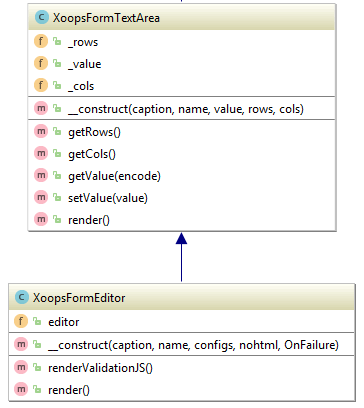 XoopsFormTextArea
_rows
_value
_cols
__construct(caption, name, value, rows, cols)
getRows()
getCols()
getValue(encode)
setValue(value)
render()
XoopsFormEditor
editor
__construct(caption, name, configs, nohtml, OnFailure)
renderValidationJS()
render()